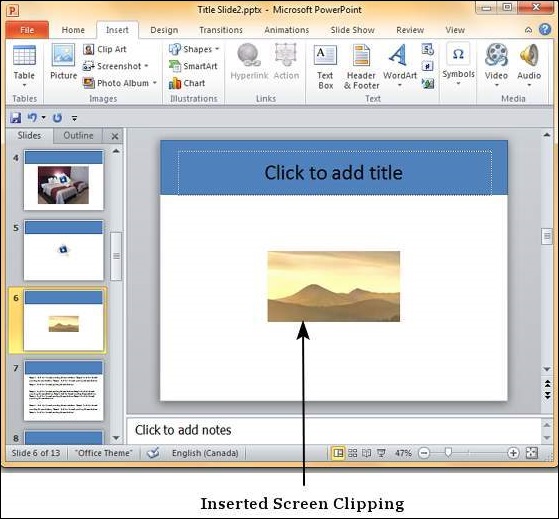 Title Slide2.pptx - Microsoft PowerPoint
File Home Insert Design Transitions Animations Slide Show Review View
Table
Picture
Clip Art
Screenshot
Photo Album
Shapes
SmartArt
Chart
Hyperlink Action
Text Box
Header & Footer
WordArt
Symbols
Video Audio
Tables Images Illustrations Links Text Media
Slides Outline
4
5
6
7
8
Click to add title
Click to add notes
Slide 6 of 13 "Office Theme" English (Canada) 47%
Inserted Screen Clipping